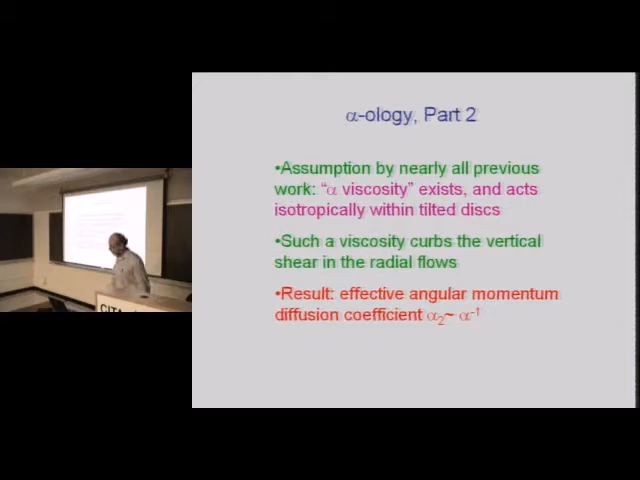 α-ology, Part 2
•Assumption by nearly all previous
work: “α viscosity” exists, and acts
isotropically within tilted discs
•Such a viscosity curbs the vertical
shear in the radial flows
•Result: effective angular momentum
diffusion coefficient α₂~ α⁻¹
CITA